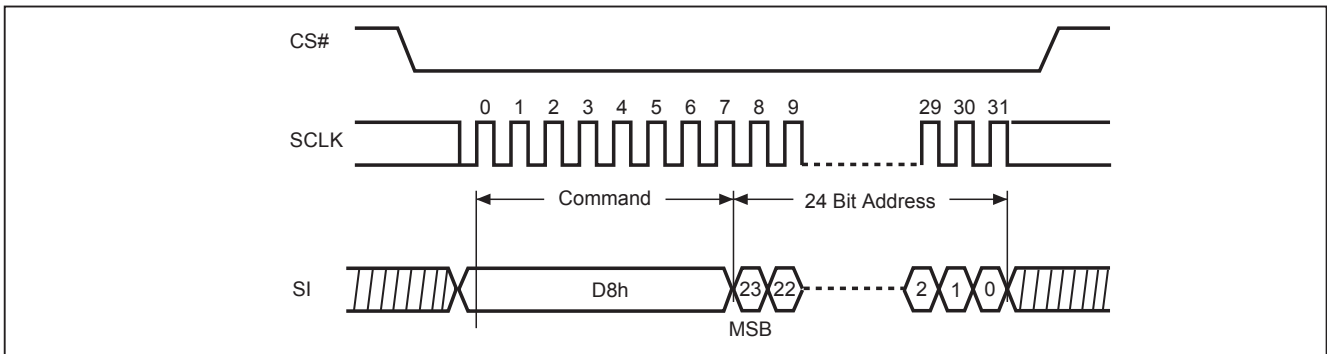 CS#
0 1 2 3 4 5 6 7 8 9 29 30 31
SCLK
Command 24 Bit Address
SI D8h 23 22 2 1 0
MSB